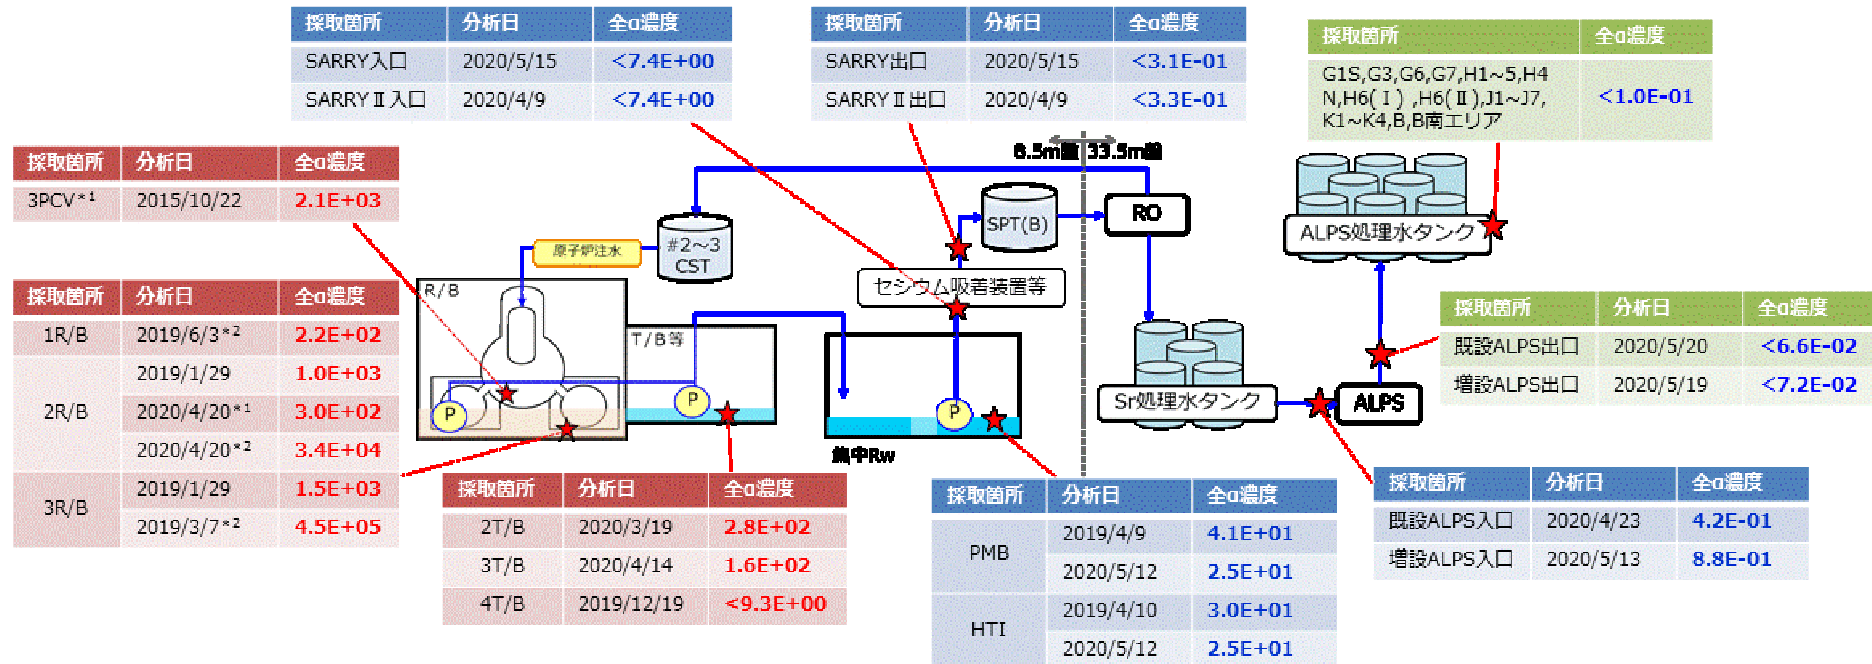 採取箇所 分析日 全α濃度
SARRY入口 2020/5/15 <7.4E+00
SARRYⅡ入口 2020/4/9 <7.4E+00
採取箇所 分析日 全α濃度
SARRY出口 2020/5/15 <3.1E-01
SARRYⅡ出口 2020/4/9 <3.3E-01
採取箇所 全α濃度
G1S,G3,G6,G7,H1~5,H4
N,H6(Ⅰ) ,H6(Ⅱ),J1~J7,
K1~K4,B,B南エリア
<1.0E-01
採取箇所 分析日 全α濃度
3PCV*1 2015/10/22 2.1E+03
33.5m盤
RO
SPT(B)
#2~3
CST
原子炉注水
セシウム吸着装置等
ALPS処理水タンク
R/B
T/B等
P
P
P
集中Rw
Sr処理水タンク
ALPS
採取箇所 分析日 全α濃度
1R/B 2019/6/3*2 2.2E+02
2R/B 2019/1/29 1.0E+03
2020/4/20*1 3.0E+02
2020/4/20*2 3.4E+04
3R/B 2019/1/29 1.5E+03
2019/3/7*2 4.5E+05
採取箇所 分析日 全α濃度
既設ALPS出口 2020/5/20 <6.6E-02
増設ALPS出口 2020/5/19 <7.2E-02
採取箇所 分析日 全α濃度
2T/B 2020/3/19 2.8E+02
3T/B 2020/4/14 1.6E+02
4T/B 2019/12/19 <9.3E+00
採取箇所 分析日 全α濃度
PMB 2019/4/9 4.1E+01
2020/5/12 2.5E+01
HTI 2019/4/10 3.0E+01
2020/5/12 2.5E+01
採取箇所 分析日 全α濃度
既設ALPS入口 2020/4/23 4.2E-01
増設ALPS入口 2020/5/13 8.8E-01